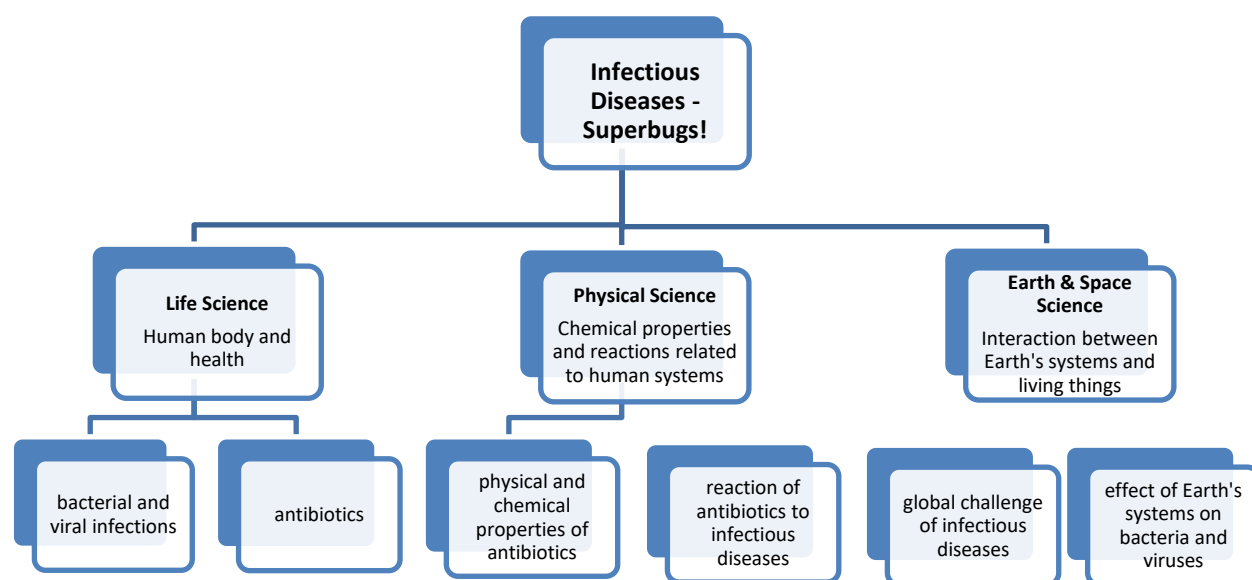 Infectious
Diseases -
Superbugs!
Life Science
Human body and
health
Physical Science
Chemical properties
and reactions related
to human systems
Earth & Space
Science
Interaction between
Earth's systems and
living things
bacterial and
viral infections
antibiotics
physical and
chemical
properties of
antibiotics
reaction of
antibiotics to
infectious
diseases
global challenge
of infectious
diseases
effect of Earth's
systems on
bacteria and
viruses